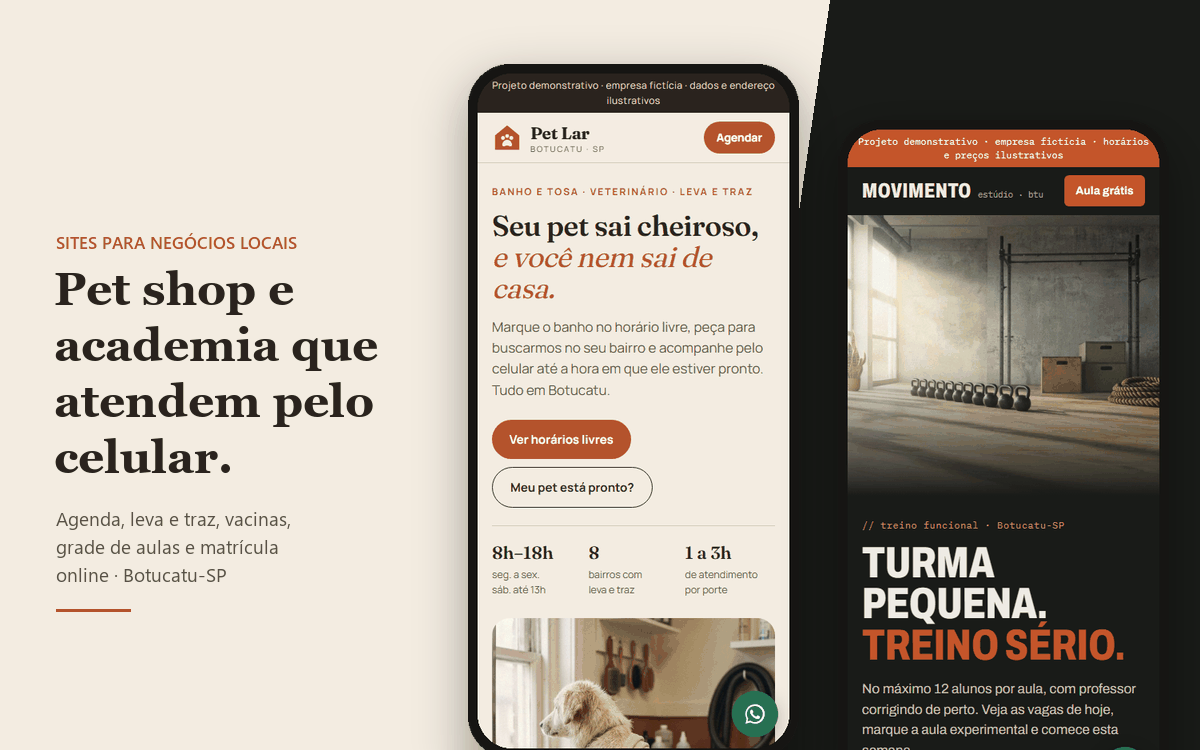 SITES PARA NEGÓCIOS LOCAIS
Pet shop e
academia que
atendem pelo
celular.
Agenda, leva e traz, vacinas,
grade de aulas e matrícula
online · Botucatu-SP
Projeto demonstrativo · empresa fictícia · dados e endereço
ilustrativos
Pet Lar
BOTUCATU · SP
Agendar
BANHO E TOSA · VETERINÁRIO · LEVA E TRAZ
Seu pet sai cheiroso,
e você nem sai de
casa.
Marque o banho no horário livre, peça para
buscarmos no seu bairro e acompanhe pelo
celular até a hora em que ele estiver pronto.
Tudo em Botucatu.
Ver horários livres
Meu pet está pronto?
8h–18h
seg. a sex.
sáb. até 13h
8
bairros com
leva e traz
1 a 3h
de atendimento
por porte
Projeto demonstrativo · empresa fictícia · horários
e preços ilustrativos
MOVIMENTO estúdio · btu
Aula grátis
// treino funcional · Botucatu-SP
TURMA
PEQUENA.
TREINO SÉRIO.
No máximo 12 alunos por aula, com professor
corrigindo de perto. Veja as vagas de hoje,
marque a aula experimental e comece esta
semana.